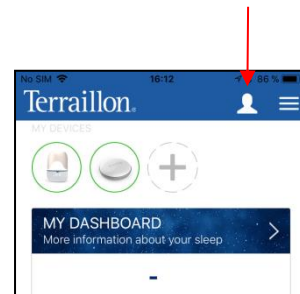 No SIM 16:12 86 %
Terraillon.
MY DEVICES
MY DASHBOARD
More information about your sleep
-